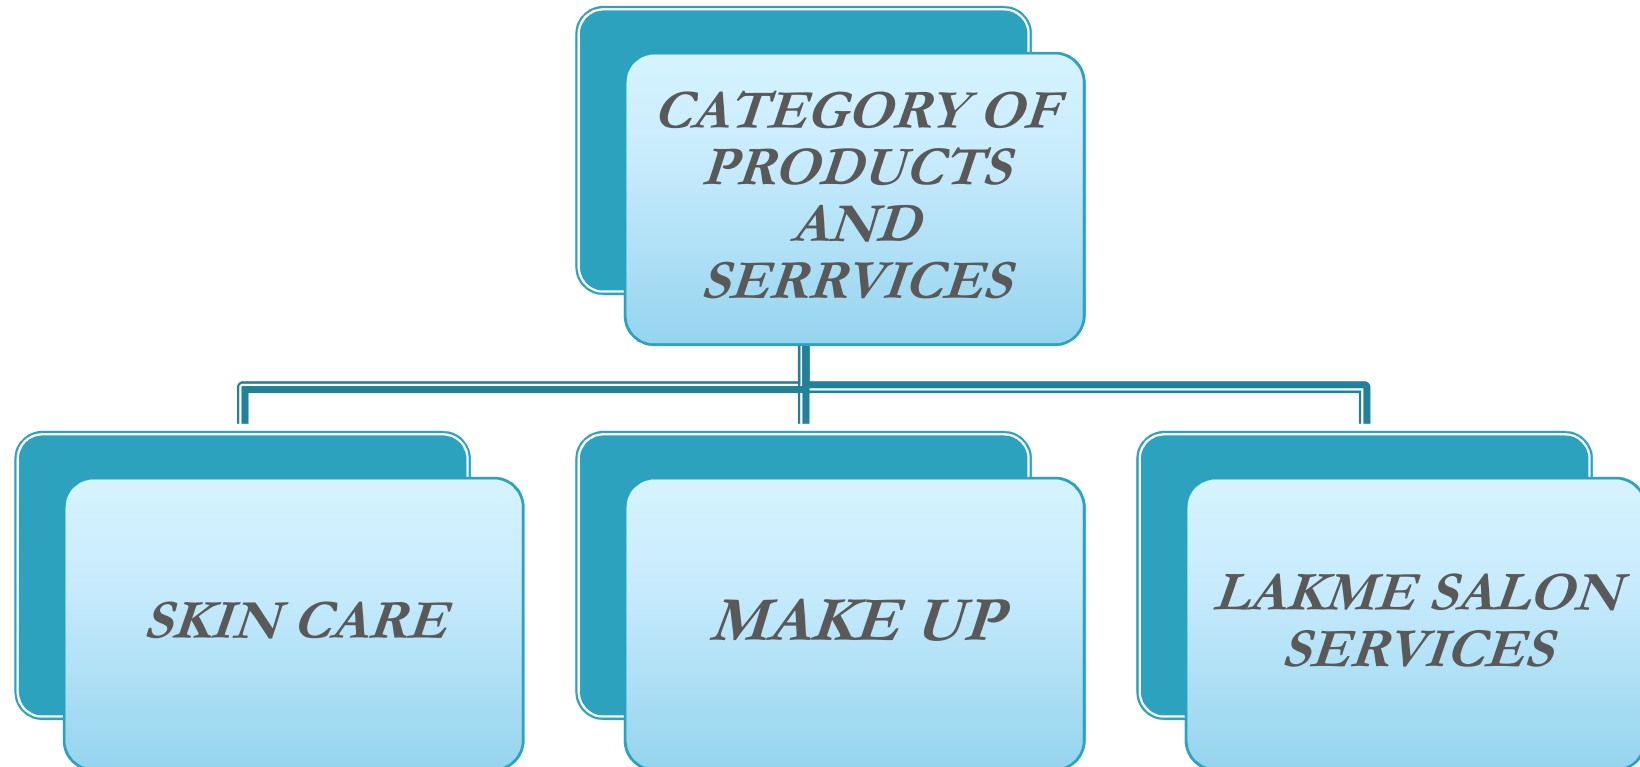 CATEGORY OF
PRODUCTS
AND
SERRVICES
SKIN CARE
MAKE UP
LAKME SALON
SERVICES